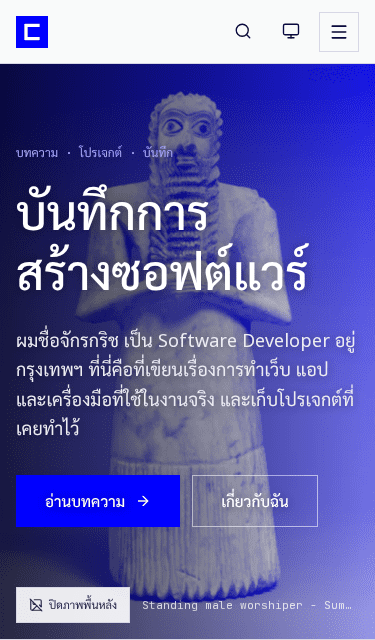 บทความ · โปรเจกต์ · บันทึก
บันทึกการ
สร้างซอฟต์แวร์
ผมชื่อจักรกริช เป็น Software Developer อยู่
กรุงเทพฯ ที่นี่คือที่เขียนเรื่องการทำเว็บ แอป
และเครื่องมือที่ใช้ในงานจริง และเก็บโปรเจกต์ที่
เคยทำไว้
อ่านบทความ →
เกี่ยวกับฉัน
ปิดภาพพื้นหลัง
Standing male worshiper - Sum…